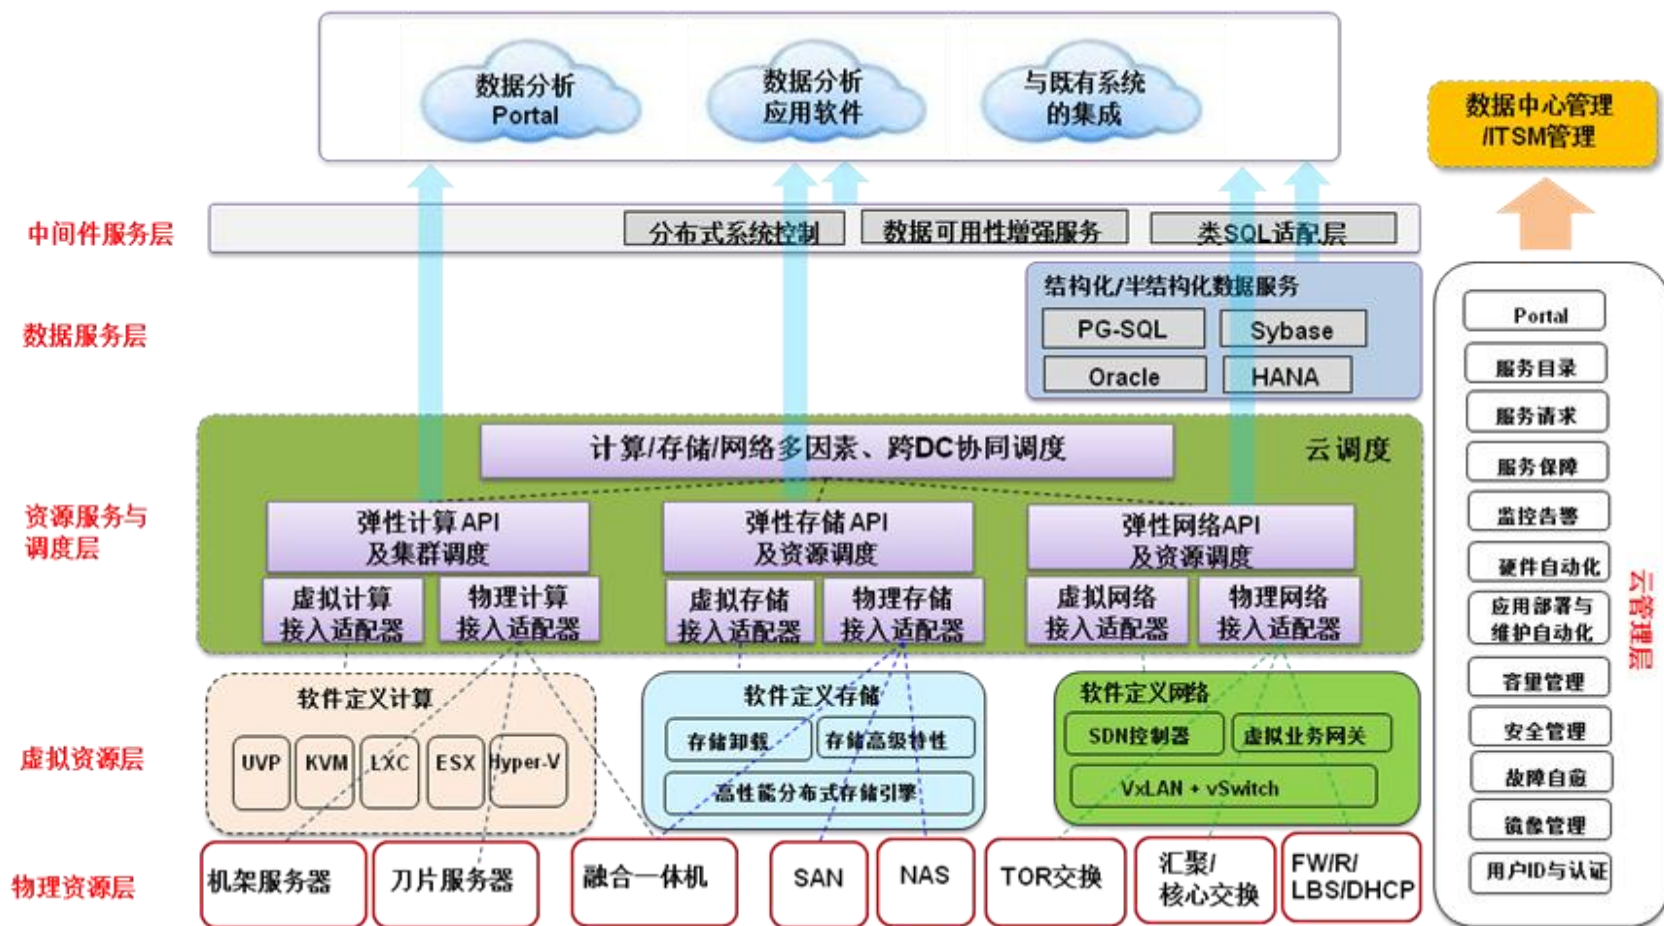 数据分析
Portal
数据分析
应用软件
与既有系统
的集成
数据中心管理
/ITSM管理
中间件服务层
分布式系统控制
数据可用性增强服务
类SQL适配层
数据服务层
结构化/半结构化数据服务
PG-SQL
Sybase
Oracle
HANA
资源服务与
调度层
计算/存储/网络多因素、跨DC协同调度
云调度
弹性计算API
及集群调度
弹性存储API
及资源调度
弹性网络API
及资源调度
虚拟计算
接入适配器
物理计算
接入适配器
虚拟存储
接入适配器
物理存储
接入适配器
虚拟网络
接入适配器
物理网络
接入适配器
虚拟资源层
软件定义计算
UVP
KVM
LXC
ESX
Hyper-V
软件定义存储
存储卸载
存储高级特性
高性能分布式存储引擎
软件定义网络
SDN控制器
虚拟业务网关
VxLAN + vSwitch
物理资源层
机架服务器
刀片服务器
融合一体机
SAN
NAS
TOR交换
汇聚/
核心交换
FW/R/
LBS/DHCP
Portal
服务目录
服务请求
服务保障
监控告警
硬件自动化
应用部署与
维护自动化
容量管理
安全管理
故障自愈
镜像管理
用户ID与认证
云管理层